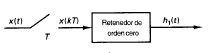 x(t)
T
x(kT)
Retenedor de
orden cero
h₁(t)